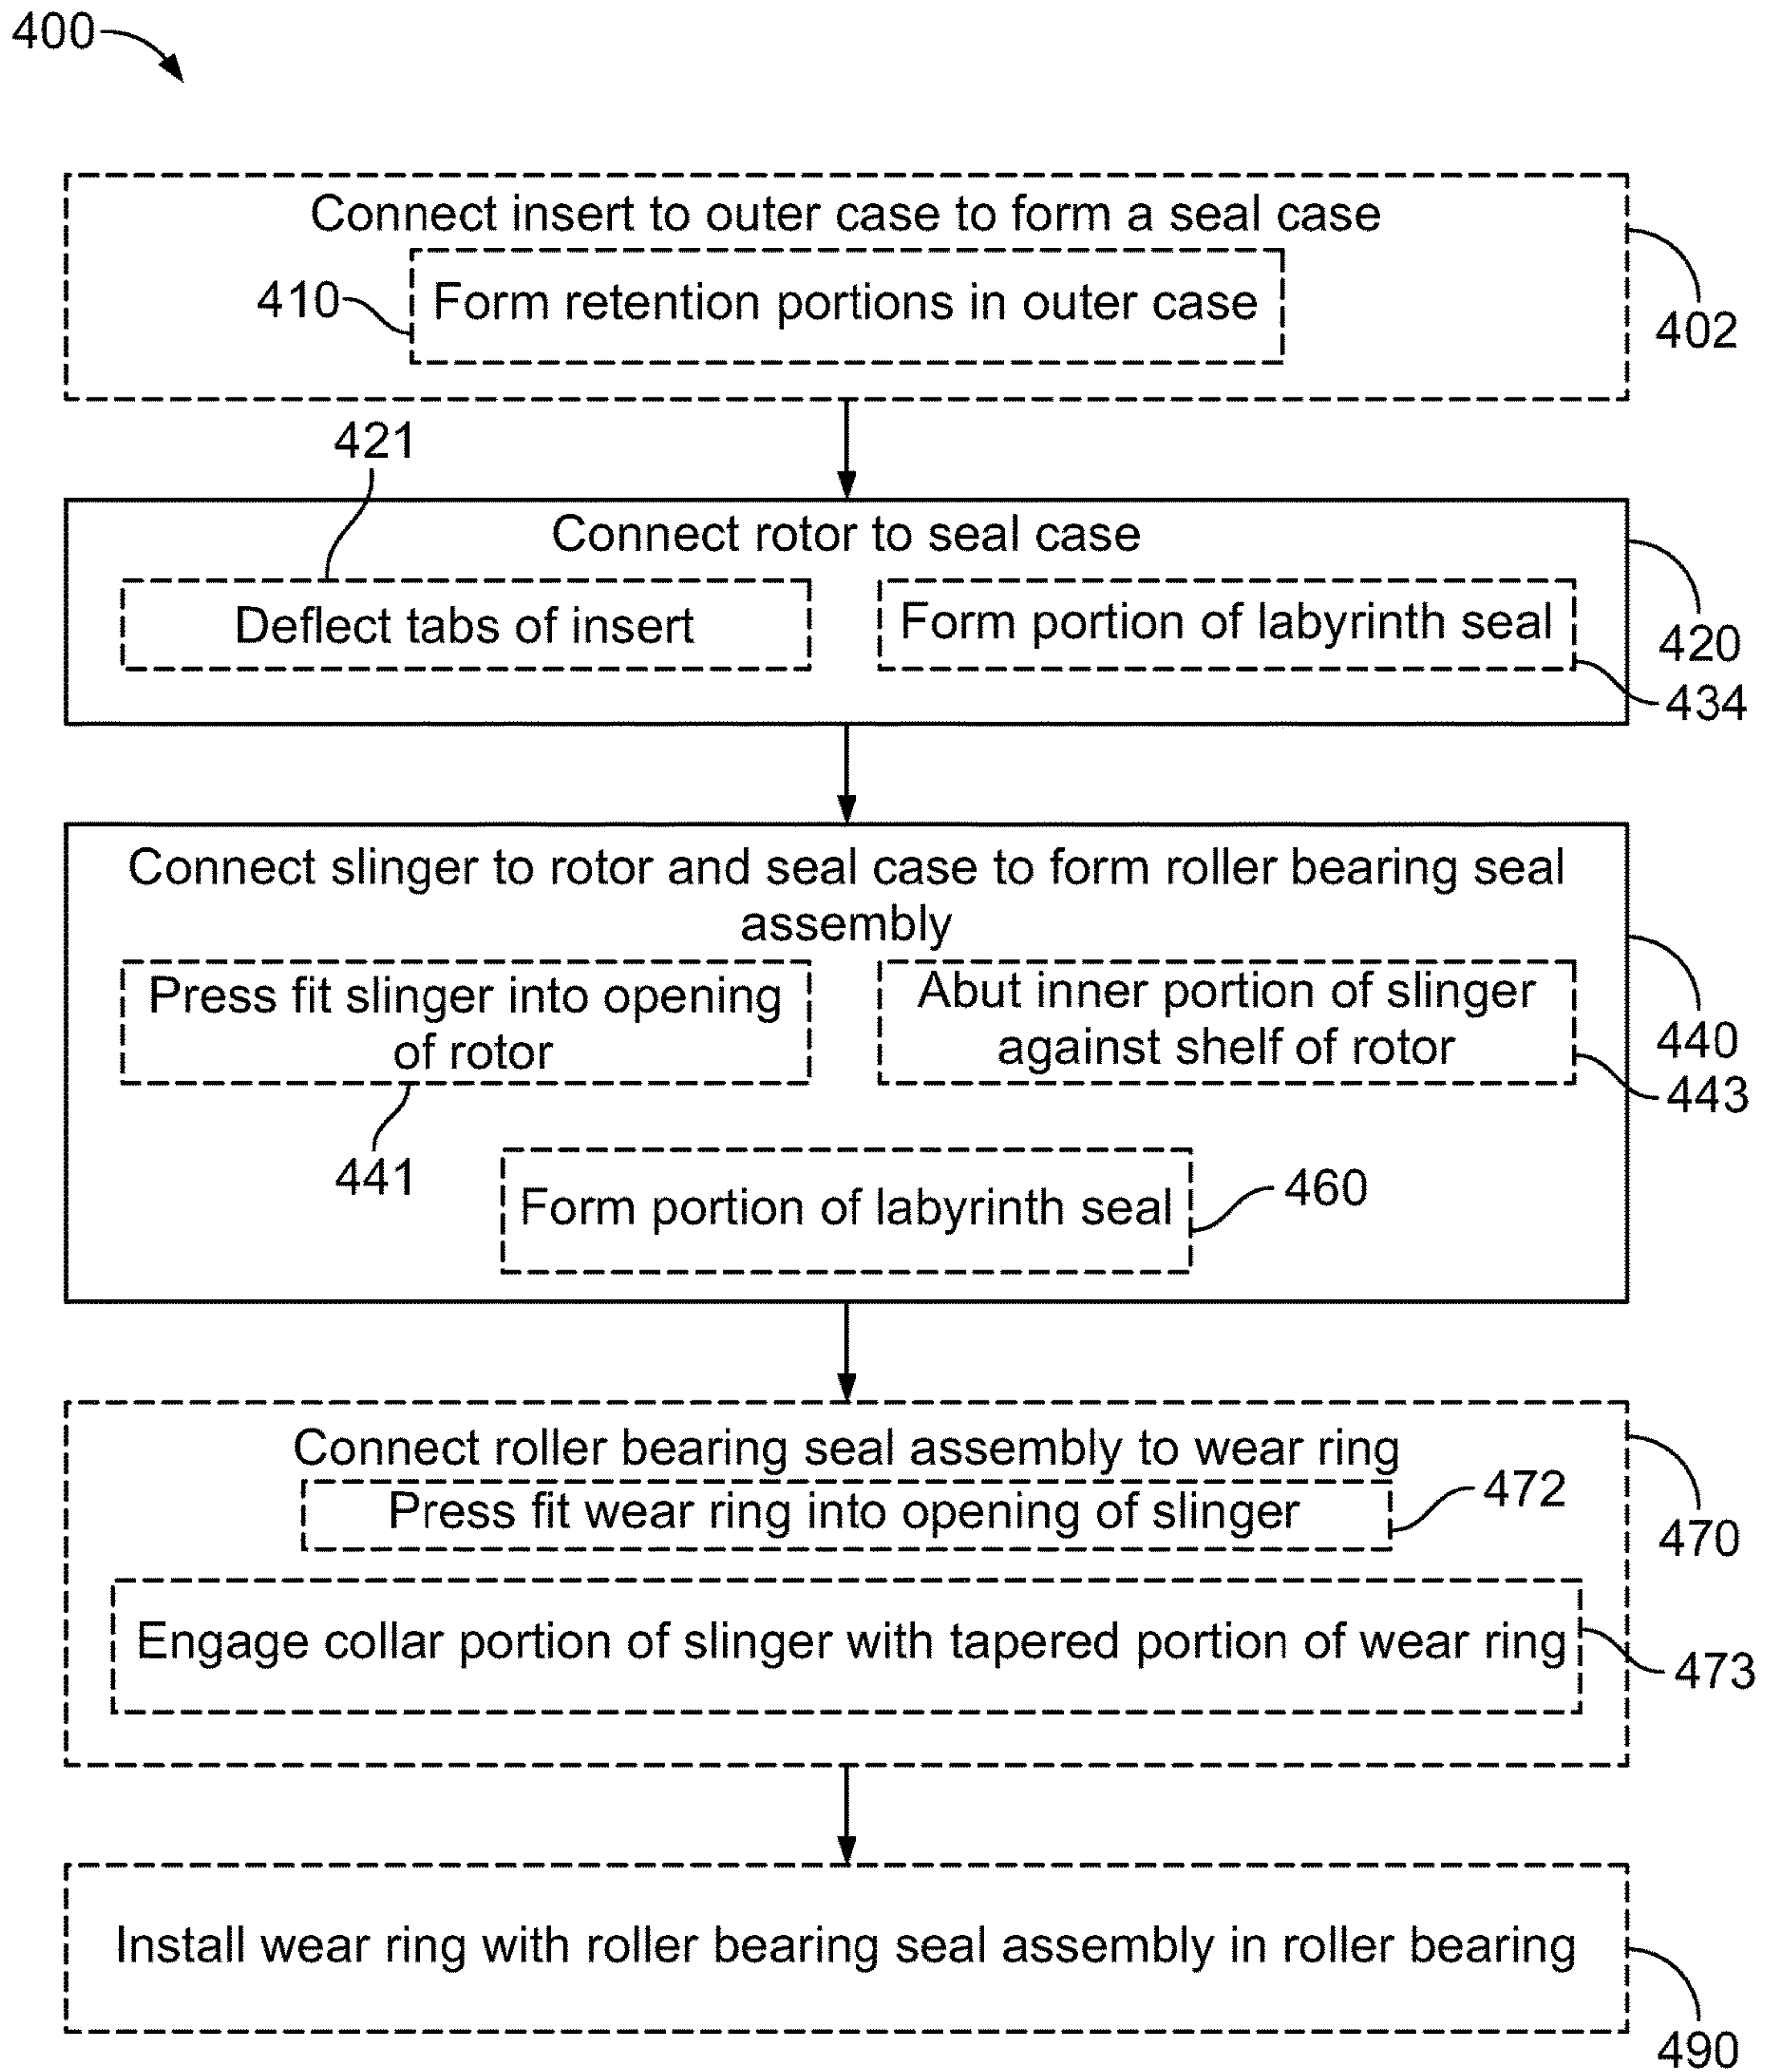 400
Connect insert to outer case to form a seal case
410
Form retention portions in outer case
402
421
Connect rotor to seal case
Deflect tabs of insert
Form portion of labyrinth seal
420
434
Connect slinger to rotor and seal case to form roller bearing seal
assembly
Press fit slinger into opening
of rotor
Abut inner portion of slinger
against shelf of rotor
440
443
441
Form portion of labyrinth seal
460
Connect roller bearing seal assembly to wear ring
Press fit wear ring into opening of slinger
472
470
Engage collar portion of slinger with tapered portion of wear ring
473
Install wear ring with roller bearing seal assembly in roller bearing
490